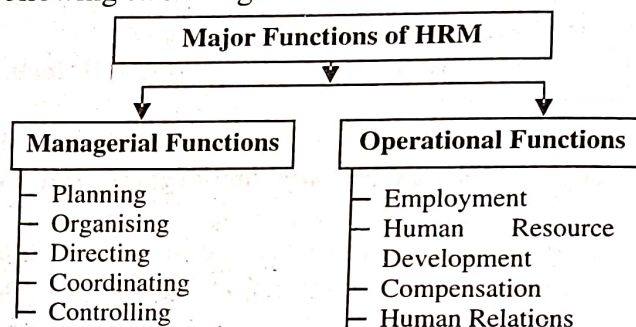 Major Functions of HRM
Managerial Functions
Planning
Organising
Directing
Coordinating
Controlling
Operational Functions
Employment
Human Resource
Development
Compensation
Human Relations